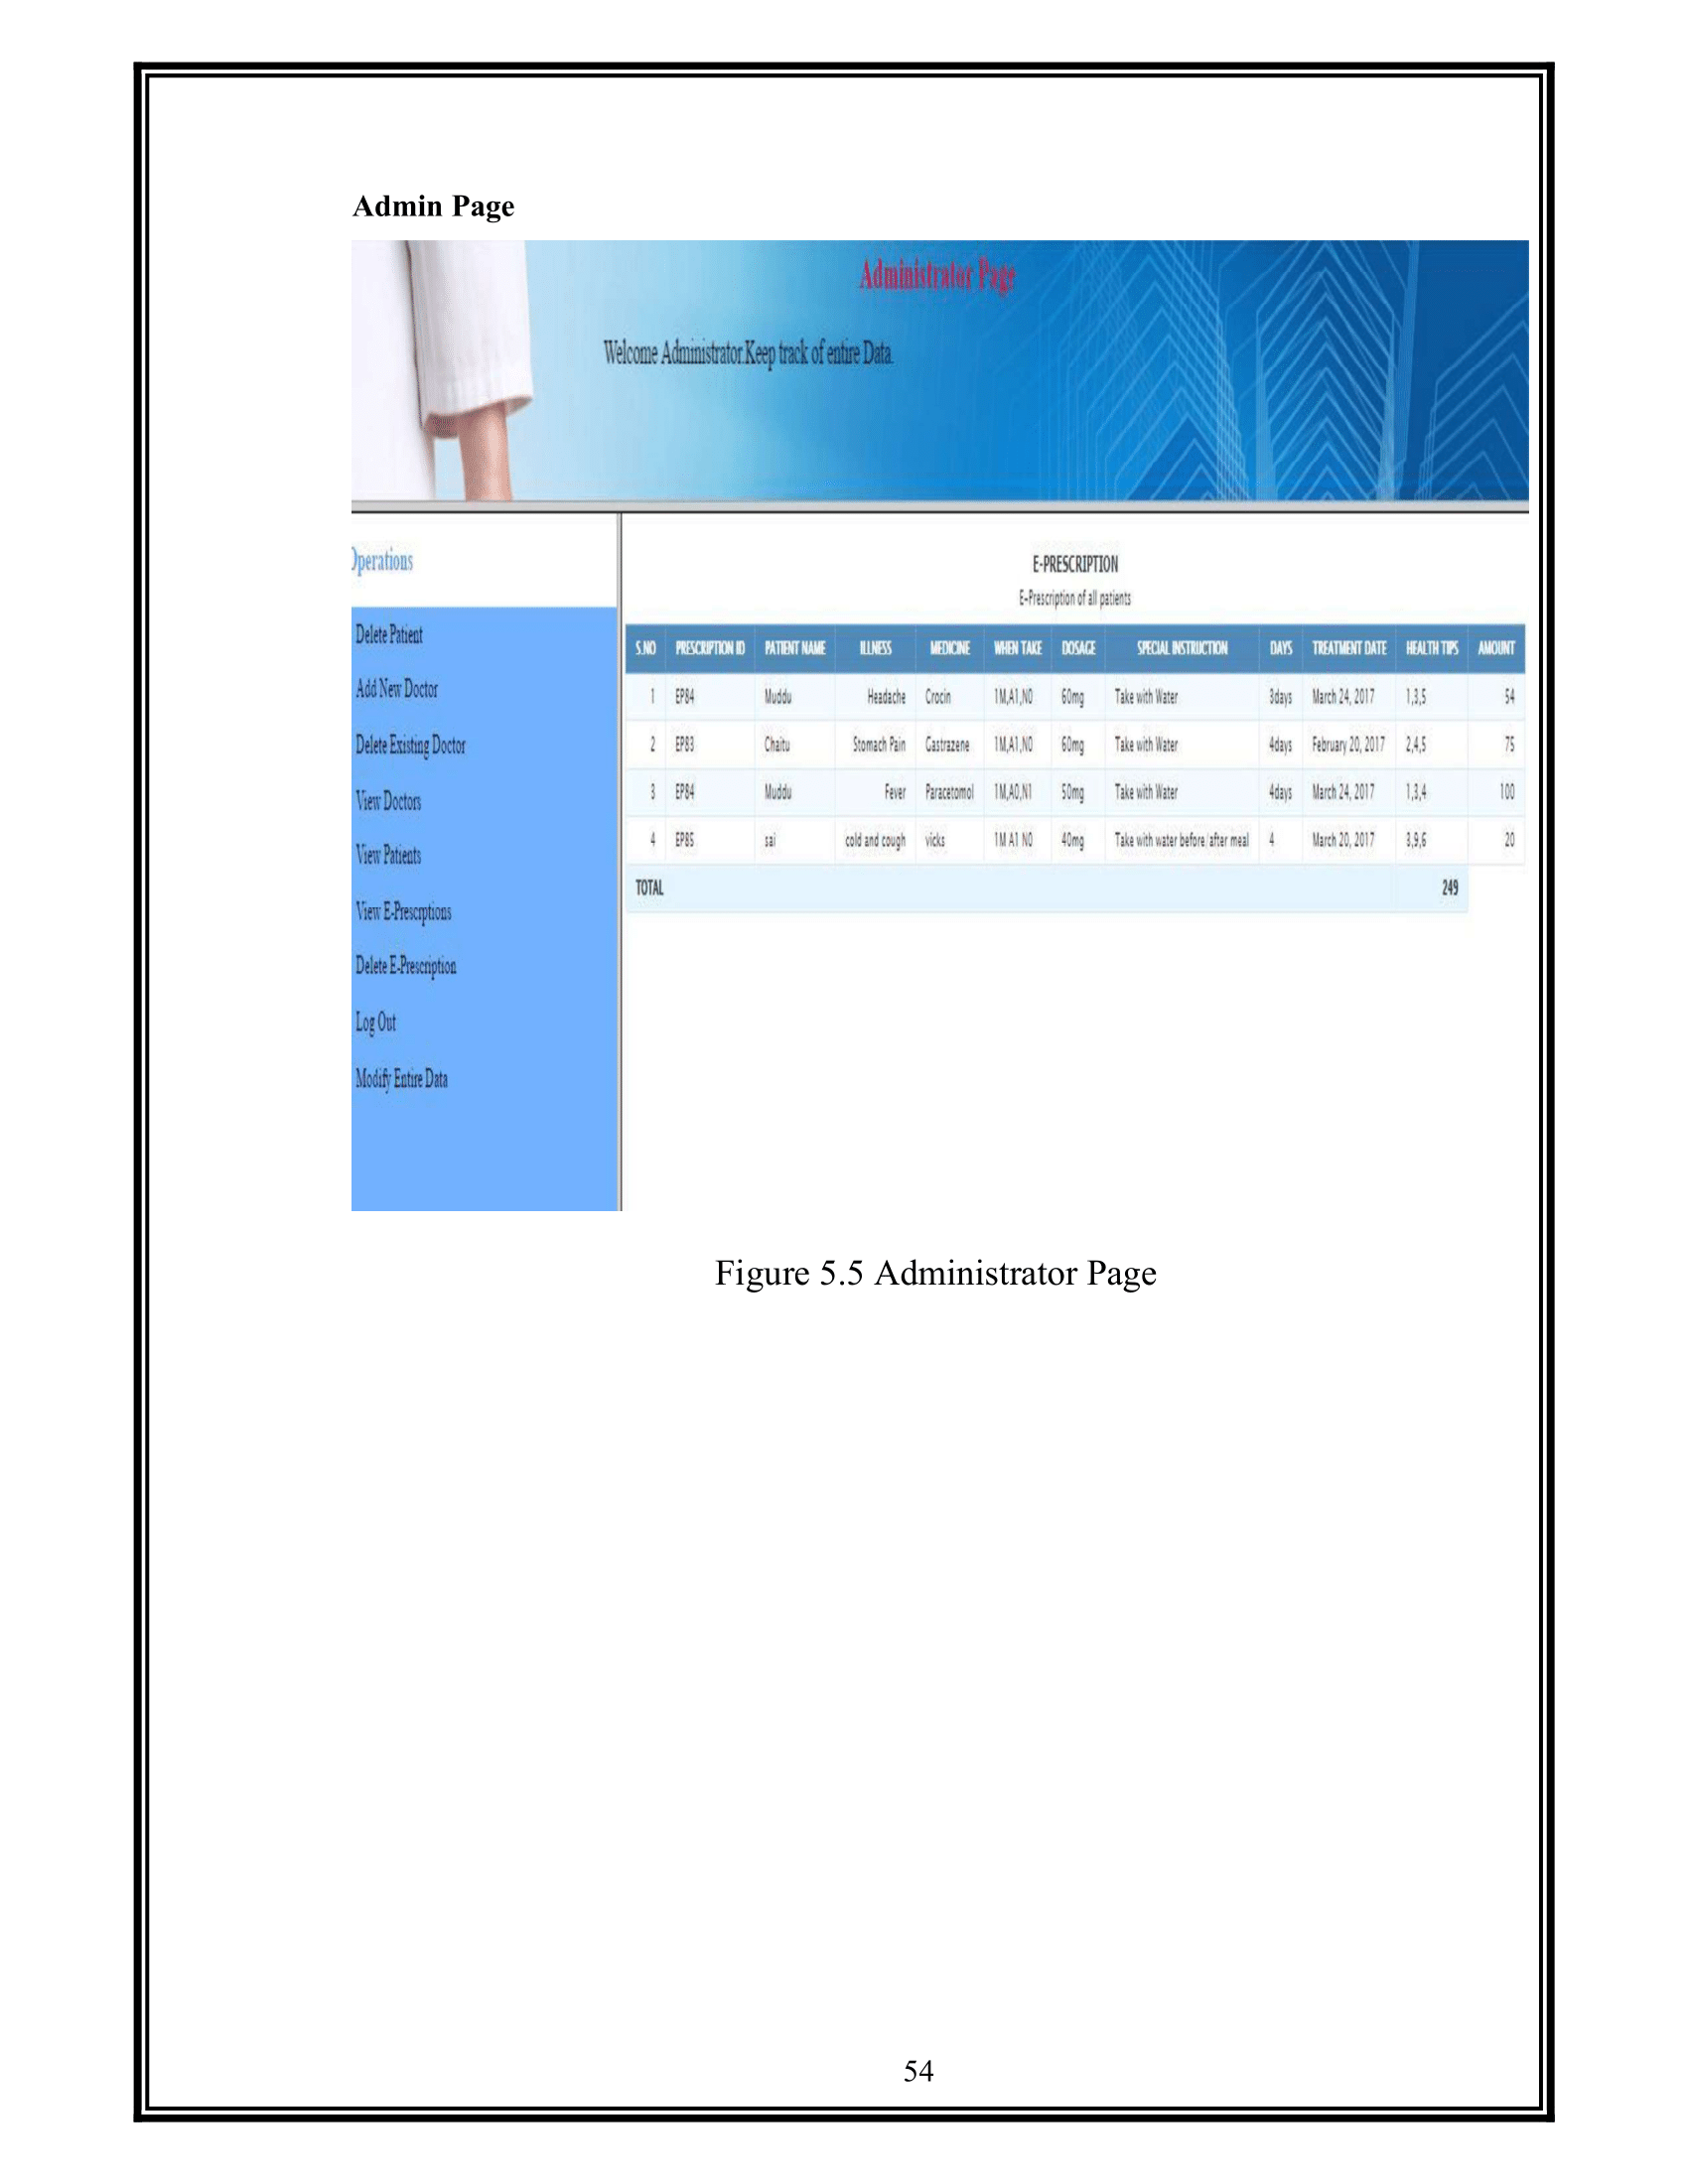 Admin Page
Administrator Page
Welcome Administrator.Keep track of entire Data.
Operations
Delete Patient
Add New Doctor
Delete Existing Doctor
View Doctors
View Patients
View E-Prescrptions
Delete E-Prescription
Log Out
Modify Entire Data
E-PRESCRIPTION
E-Prescription of all patients
S.NO PRESCRIPTION ID PATIENT NAME ILLNESS MEDICINE WHEN TAKE DOSAGE SPECIAL INSTRUCTION DAYS TREATMENT DATE HEALTH TIPS AMOUNT
1 EP84 Muddu Headache Crocin 1M,A1,N0 60mg Take with Water 3days March 24, 2017 1,3,5 54
2 EP83 Chaitu Stomach Pain Gastrazene 1M,A1,N0 60mg Take with Water 4days February 20, 2017 2,4,5 75
3 EP84 Muddu Fever Paracetomol 1M,A0,N1 50mg Take with Water 4days March 24, 2017 1,3,4 100
4 EP85 sai cold and cough vicks 1M A1 N0 40mg Take with water before/after meal 4 March 20, 2017 3,9,6 20
TOTAL 249
Figure 5.5 Administrator Page
54